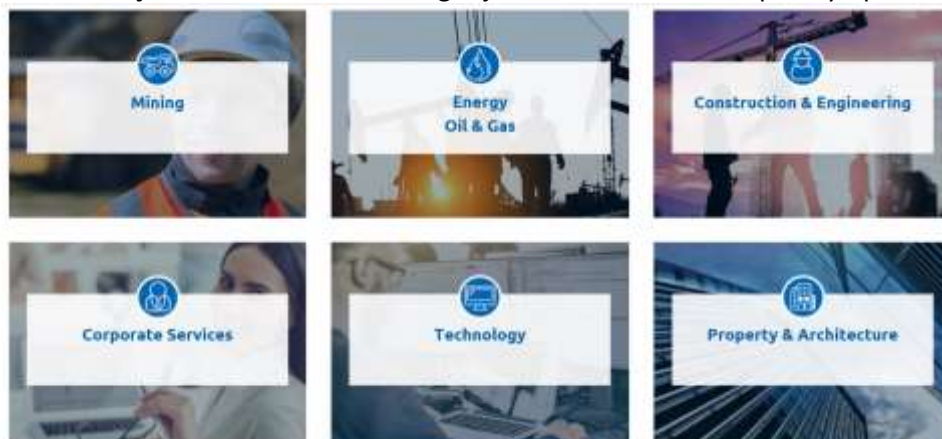 Mining
Energy
Oil & Gas
Construction & Engineering
Corporate Services
Technology
Property & Architecture